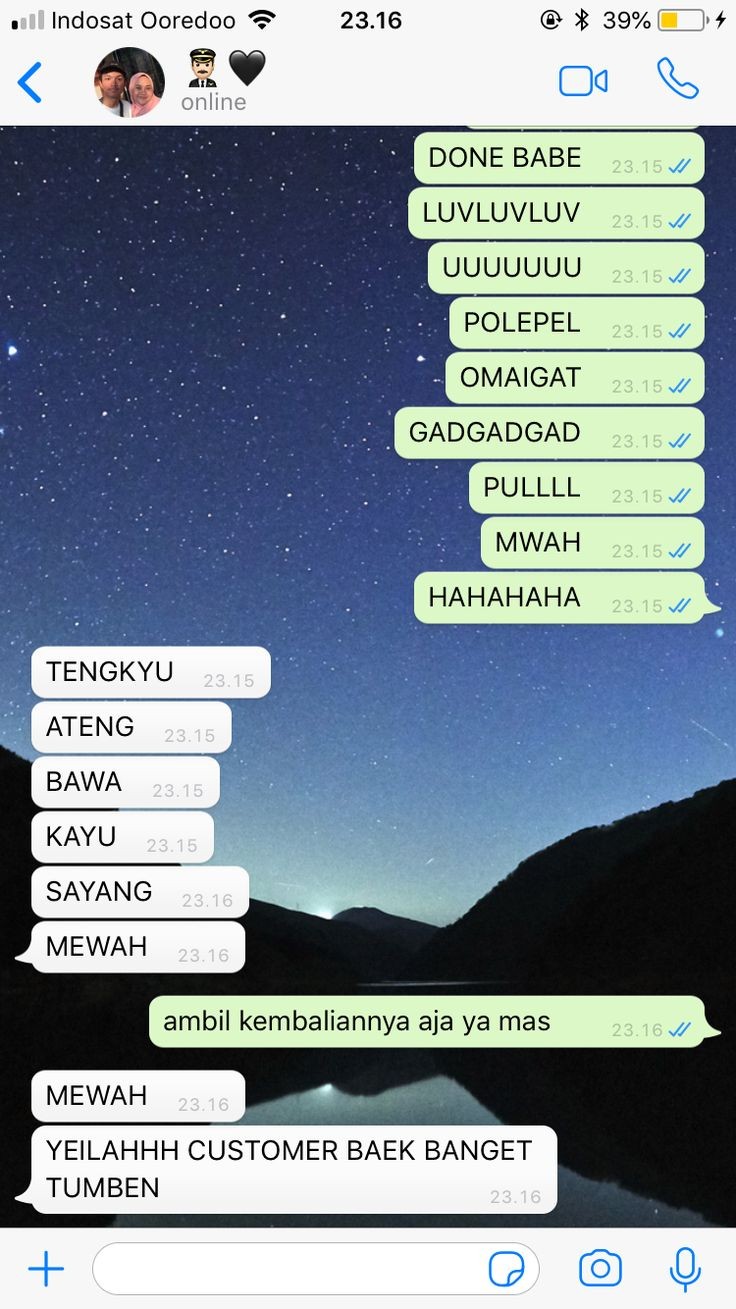 Indosat Ooredoo 23.16 39%
online
DONE BABE 23.15
LUVLUVLUV 23.15
UUUUUUU 23.15
POLEPEL 23.15
OMAIGAT 23.15
GADGADGAD 23.15
PULLLL 23.15
MWAH 23.15
HAHAHAHA 23.15
TENGKYU 23.15
ATENG 23.15
BAWA 23.15
KAYU 23.15
SAYANG 23.16
MEWAH 23.16
ambil kembaliannya aja ya mas 23.16
MEWAH 23.16
YEILAHHH CUSTOMER BAEK BANGET
TUMBEN 23.16